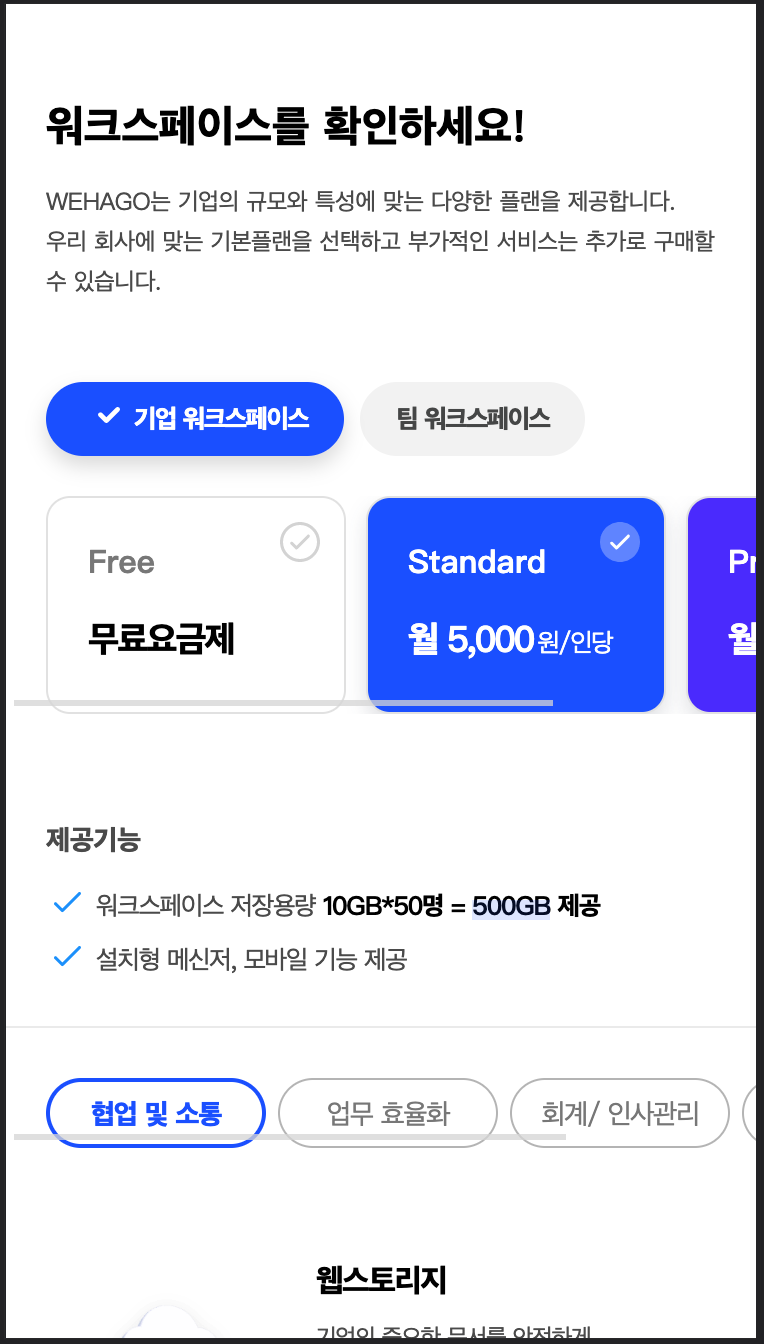 워크스페이스를 확인하세요!
WEHAGO는 기업의 규모와 특성에 맞는 다양한 플랜을 제공합니다.
우리 회사에 맞는 기본플랜을 선택하고 부가적인 서비스는 추가로 구매할
수 있습니다.
기업 워크스페이스
팀 워크스페이스
Free
무료요금제
Standard
월 5,000원/인당
월
제공기능
워크스페이스 저장용량 10GB*50명 = 500GB 제공
설치형 메신저, 모바일 기능 제공
협업 및 소통
업무 효율화
회계/ 인사관리
웹스토리지
기업의 중요한 문서를 안전하게